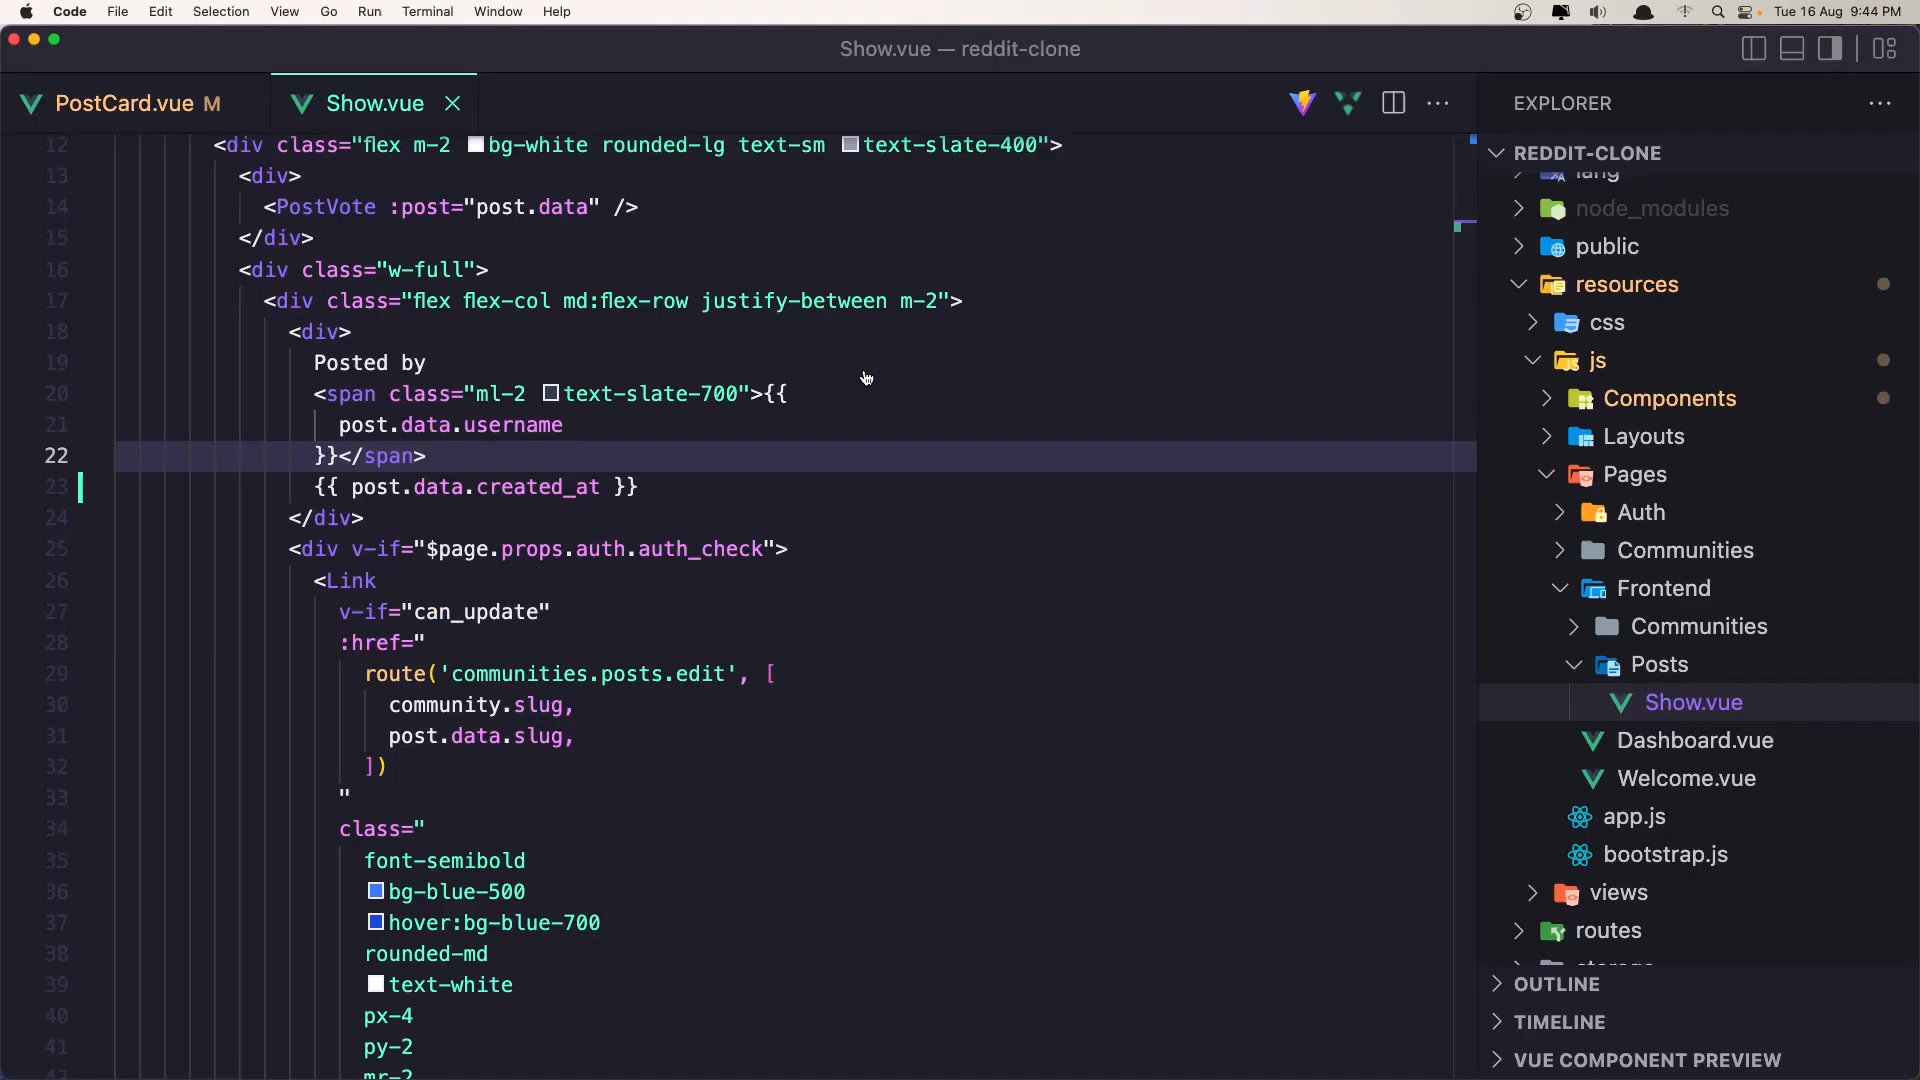 Code File Edit Selection View Go Run Terminal Window Help Tue 16 Aug 9:44 PM
Show.vue — reddit-clone
PostCard.vue M Show.vue
EXPLORER
REDDIT-CLONE
12 <div class="flex m-2 bg-white rounded-lg text-sm text-slate-400">
13 <div>
14 <PostVote :post="post.data" />
15 </div>
16 <div class="w-full">
17 <div class="flex flex-col md:flex-row justify-between m-2">
18 <div>
19 Posted by
20 <span class="ml-2 text-slate-700">{{
21 post.data.username
22 }}</span>
23 {{ post.data.created_at }}
24 </div>
25 <div v-if="$page.props.auth.auth_check">
26 <Link
27 v-if="can_update"
28 :href="
29 route('communities.posts.edit', [
30 community.slug,
31 post.data.slug,
32 ])
33 "
34 class="
35 font-semibold
36 bg-blue-500
37 hover:bg-blue-700
38 rounded-md
39 text-white
40 px-4
41 py-2
42 mr-2
lang
node_modules
public
resources
css
js
Components
Layouts
Pages
Auth
Communities
Frontend
Communities
Posts
Show.vue
Dashboard.vue
Welcome.vue
app.js
bootstrap.js
views
routes
storage
OUTLINE
TIMELINE
VUE COMPONENT PREVIEW